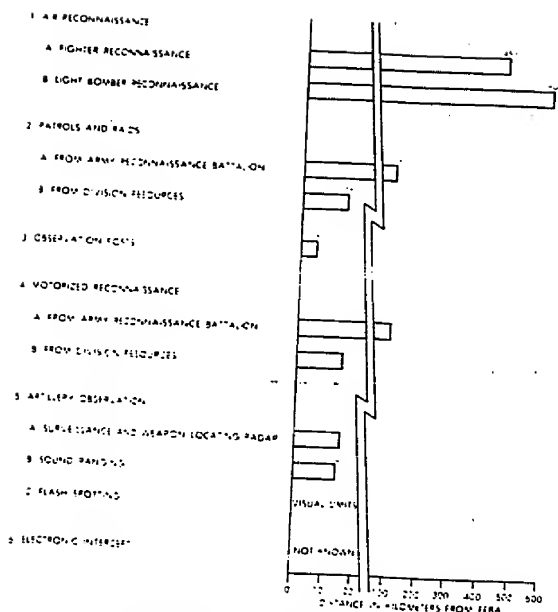 1 AIR RECONNAISSANCE
A FIGHTER RECONNAISSANCE
B LIGHT BOMBER RECONNAISSANCE
2 PATROLS AND RAIDS
A FROM ARMY RECONNAISSANCE BATTALION
B FROM DIVISION RESOURCES
3 OBSERVATION POSTS
4 MOTORIZED RECONNAISSANCE
A FROM ARMY RECONNAISSANCE BATTALION
B FROM DIVISION RESOURCES
5 ARTILLERY OBSERVATION
A SURVEILLANCE AND WEAPON LOCATING RADAR
B SOUND RANGING
C FLASH SPOTTING
VISUAL LIMITS
6 ELECTRONIC INTERCEPT
NOT KNOWN
0 10 100 200 300 400 500 600
DISTANCE IN KILOMETERS FROM FEBA